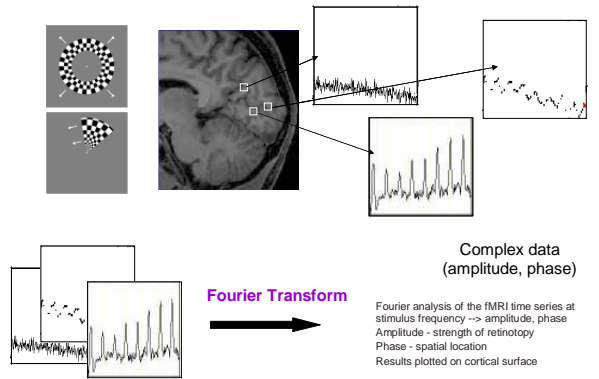 Complex data
(amplitude, phase)
Fourier Transform
Fourier analysis of the fMRI time series at
stimulus frequency --> amplitude, phase
Amplitude - strength of retinotopy
Phase - spatial location
Results plotted on cortical surface